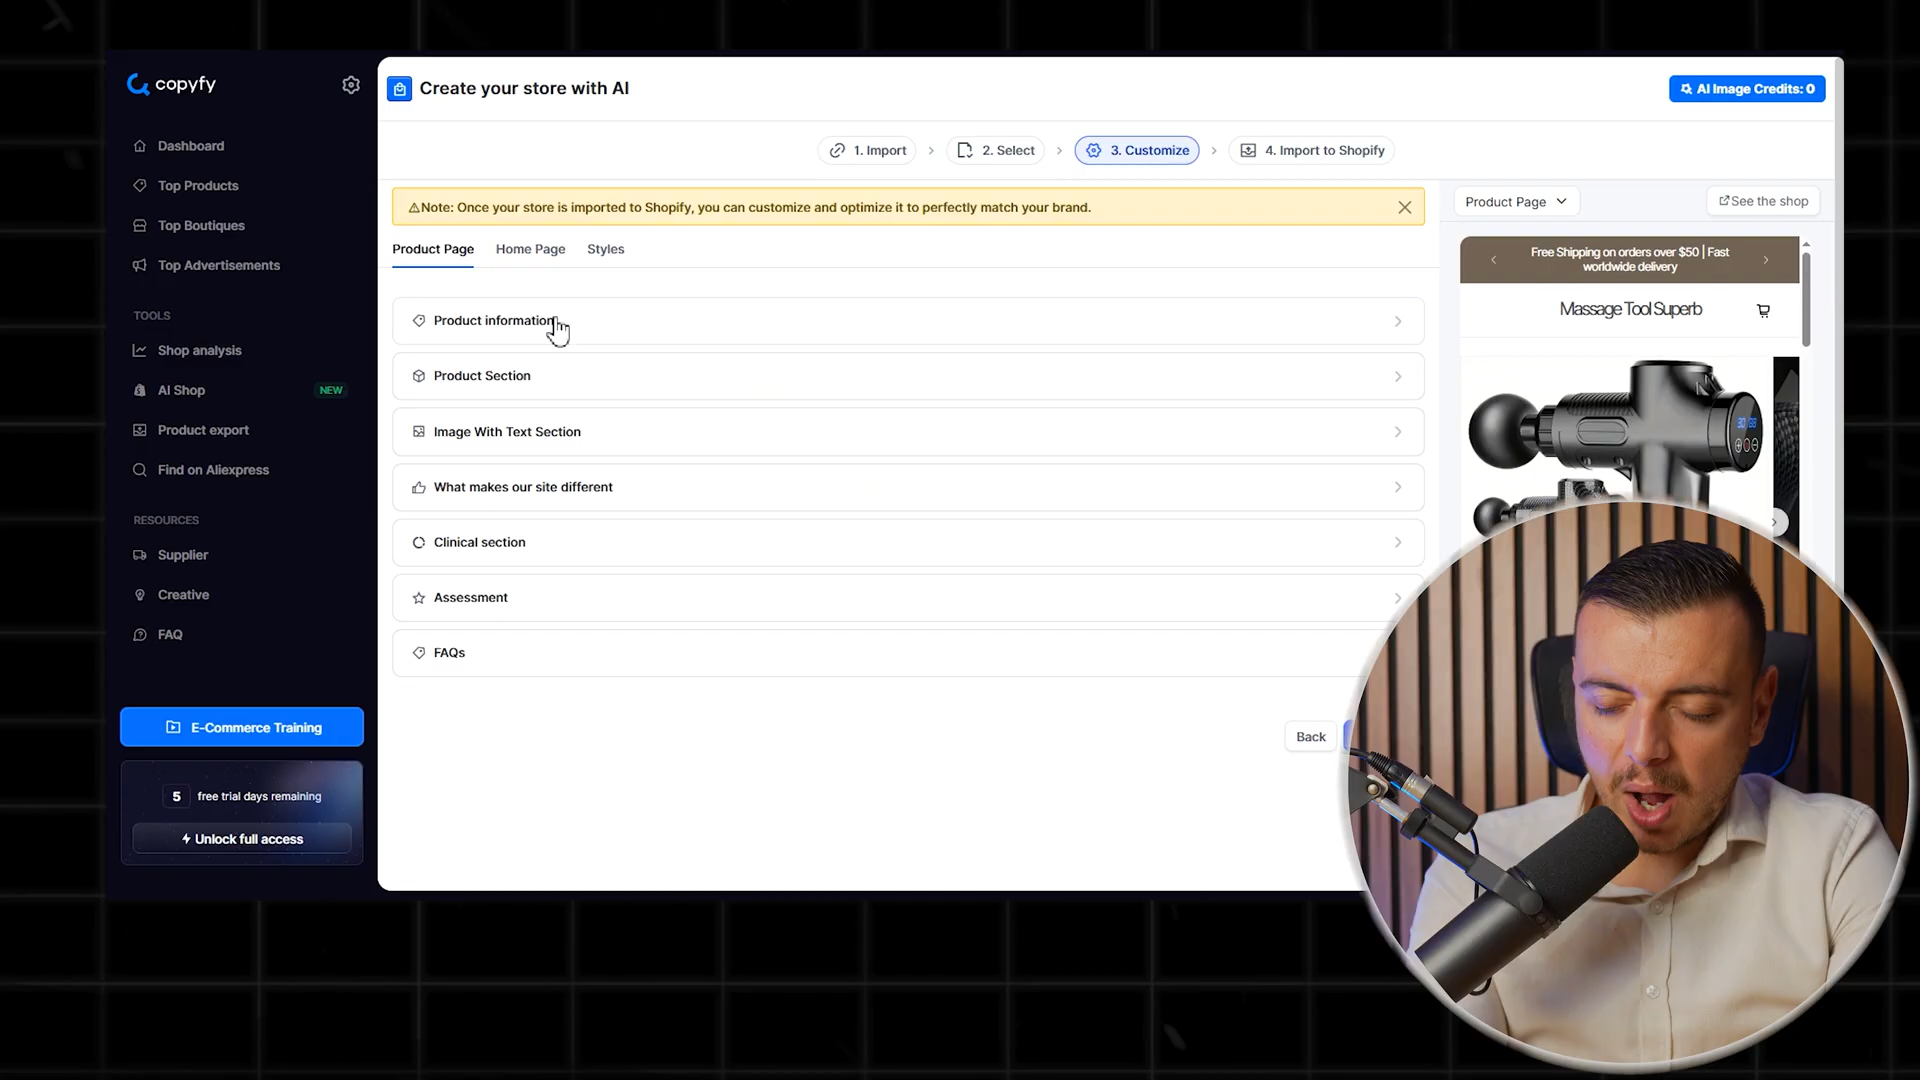 copyfy
Dashboard
Top Products
Top Boutiques
Top Advertisements
TOOLS
Shop analysis
AI Shop NEW
Product export
Find on Aliexpress
RESOURCES
Supplier
Creative
FAQ
E-Commerce Training
5 free trial days remaining
Unlock full access
Create your store with AI
AI Image Credits: 0
1. Import
2. Select
3. Customize
4. Import to Shopify
Note: Once your store is imported to Shopify, you can customize and optimize it to perfectly match your brand.
Product Page Home Page Styles
Product information
Product Section
Image With Text Section
What makes our site different
Clinical section
Assessment
FAQs
Back
Product Page
See the shop
Free Shipping on orders over $50 | Fast
worldwide delivery
Massage Tool Superb